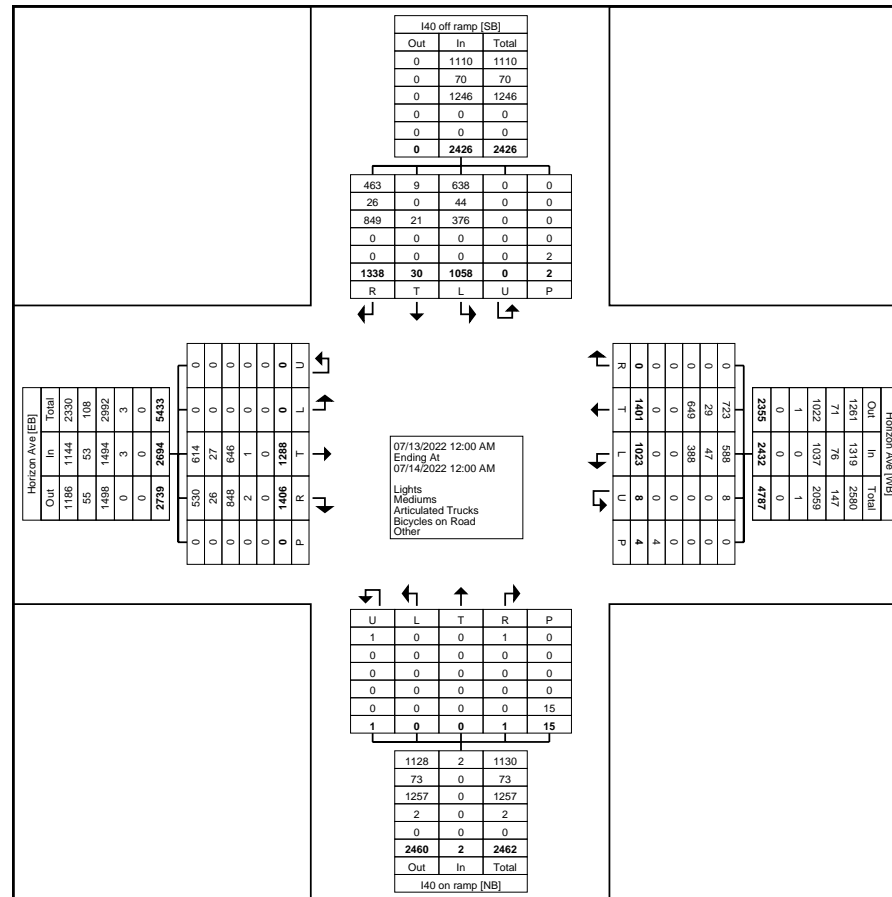 I40 off ramp [SB]
Out In Total
0 1110 1110
0 70 70
0 1246 1246
0 0 0
0 0 0
0 2426 2426
463 9 638 0 0
26 0 44 0 0
849 21 376 0 0
0 0 0 0 0
0 0 0 0 2
1338 30 1058 0 2
R T L U P
Horizon Ave [EB]
Total 2330 108 2992 3 0 5433
In 1144 53 1494 3 0 2694
Out 1186 55 1498 0 0 2739
0 0 0 0 0 0 U
0 0 0 0 0 0 L
614 27 646 1 0 1288 T
530 26 848 2 0 1406 R
0 0 0 0 0 0 P
07/13/2022 12:00 AM
Ending At
07/14/2022 12:00 AM
Lights
Mediums
Articulated Trucks
Bicycles on Road
Other
R 0 0 0 0 0 0
T 1401 0 0 649 29 723
L 1023 0 0 388 47 588
U 8 0 0 0 0 8
P 4 4 0 0 0 0
Horizon Ave [WB]
2355 0 1 1022 71 1261 Out
2432 0 0 1037 76 1319 In
4787 0 1 2059 147 2580 Total
U L T R P
1 0 0 1 0
0 0 0 0 0
0 0 0 0 0
0 0 0 0 0
0 0 0 0 15
1 0 0 1 15
1128 2 1130
73 0 73
1257 0 1257
2 0 2
0 0 0
2460 2 2462
Out In Total
I40 on ramp [NB]